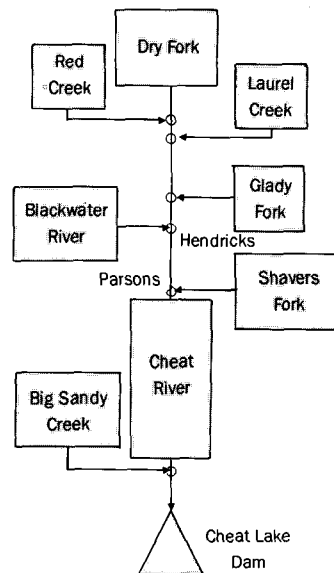 Dry Fork
Red
Creek
Laurel
Creek
Glady
Fork
Blackwater
River
Hendricks
Parsons
Shavers
Fork
Cheat
River
Big Sandy
Creek
Cheat Lake
Dam